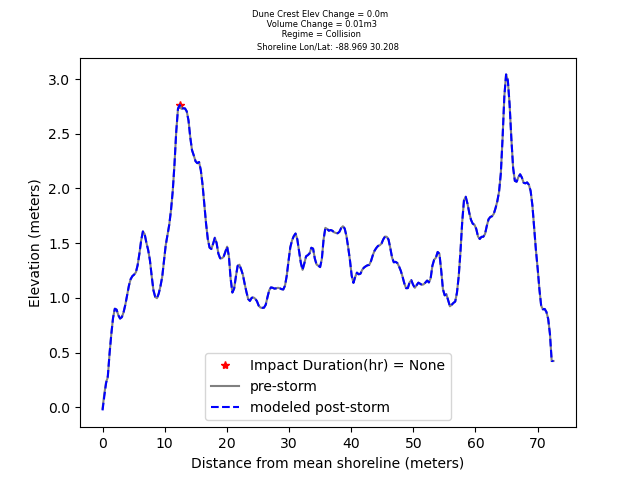 Dune Crest Elev Change = 0.0m
Volume Change = 0.01m3
Regime = Collision
Shoreline Lon/Lat: -88.969 30.208
3.0
2.5
2.0
1.5
1.0
0.5
0.0
Elevation (meters)
Impact Duration(hr) = None
pre-storm
modeled post-storm
0 10 20 30 40 50 60 70
Distance from mean shoreline (meters)